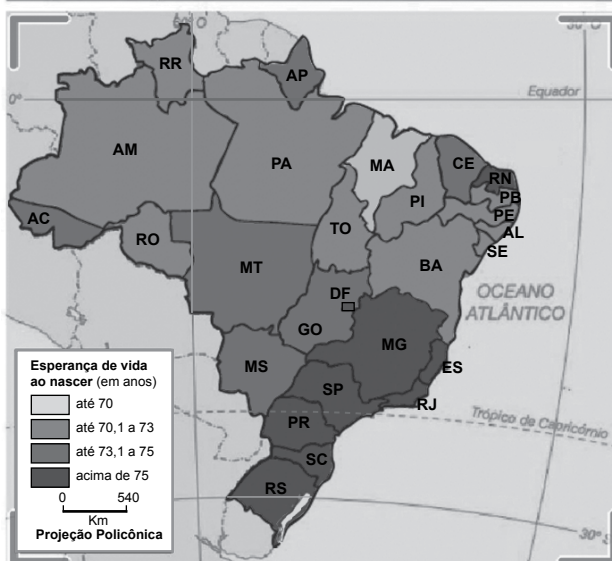 60° O
30° O
RR
AP
0°
Equador
AM
PA
MA
CE
RN
PB
PI
PE
AC
AL
TO
RO
SE
BA
MT
DF
OCEANO
ATLÂNTICO
GO
MG
MS
ES
SP
RJ
Trópico de Capricórnio
PR
SC
RS
30° S
Esperança de vida
ao nascer (em anos)
até 70
até 70,1 a 73
até 73,1 a 75
acima de 75
0 540
Km
Projeção Policônica